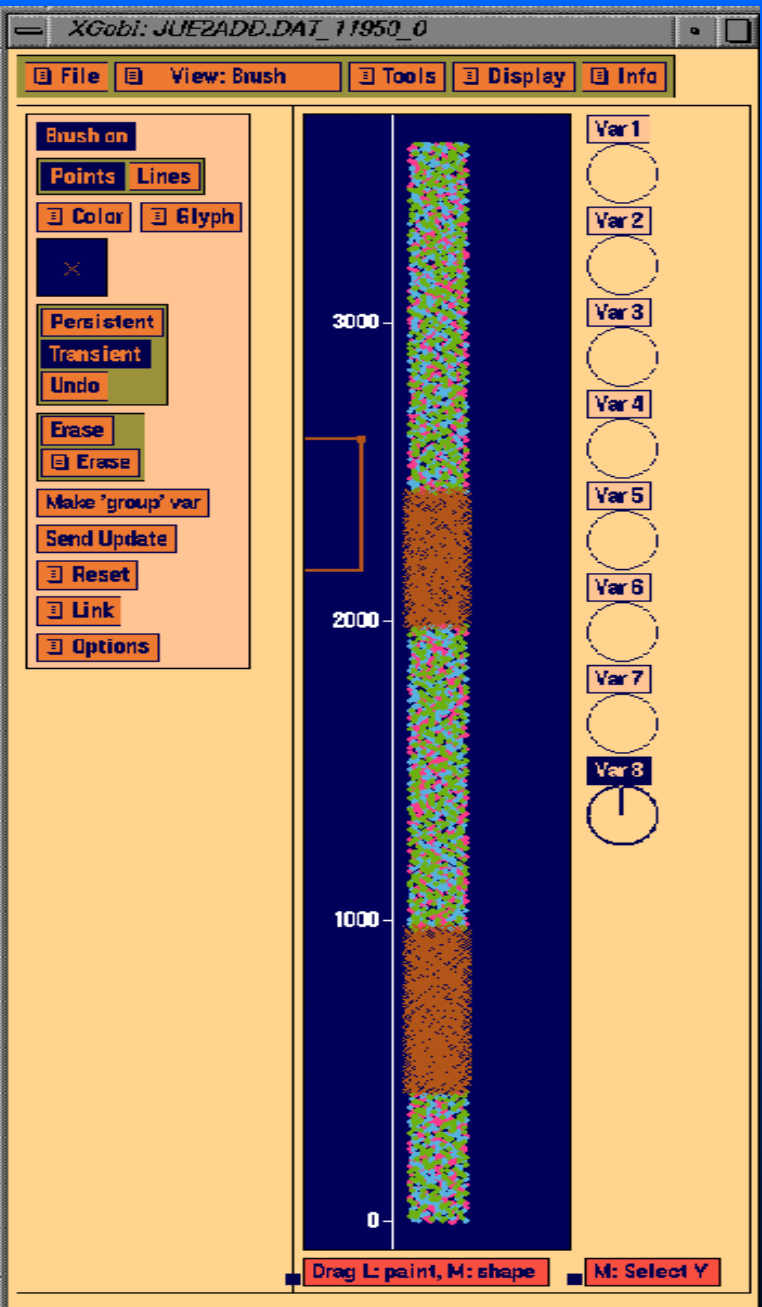 XGobi: JUE2ADD.DAT_11950_0
File View: Brush Tools Display Info
Brush on
Points Lines
Color Glyph
Persistent
Transient
Undo
Erase
Erase
Make 'group' var
Send Update
Reset
Link
Options
3000
2000
1000
0
Var 1
Var 2
Var 3
Var 4
Var 5
Var 6
Var 7
Var 8
Drag L: paint, M: shape M: Select Y